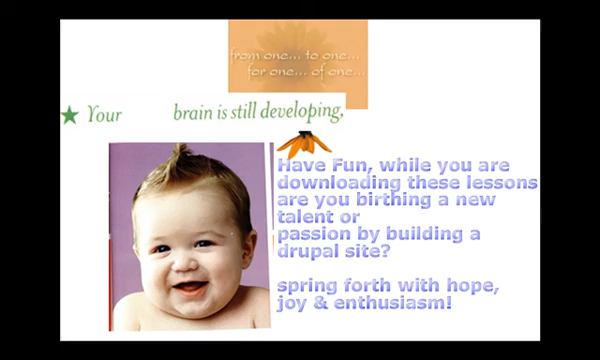 from one... to one...
for one... of one...
Your brain is still developing,
Have Fun, while you are
downloading these lessons
are you birthing a new
talent or
passion by building a
drupal site?
spring forth with hope,
joy & enthusiasm!